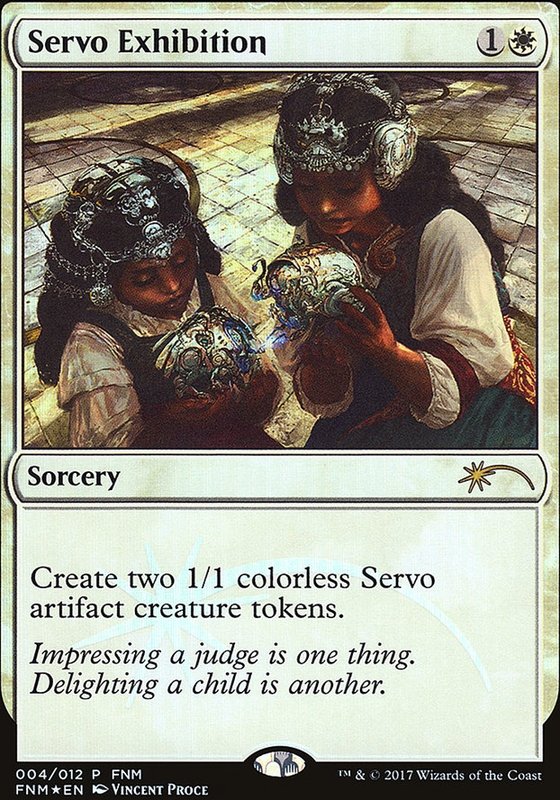 Servo Exhibition 1
Sorcery
Create two 1/1 colorless Servo
artifact creature tokens.
Impressing a judge is one thing.
Delighting a child is another.
004/012 P FNM
FNM★EN Vincent Proce
™ & © 2017 Wizards of the Coast